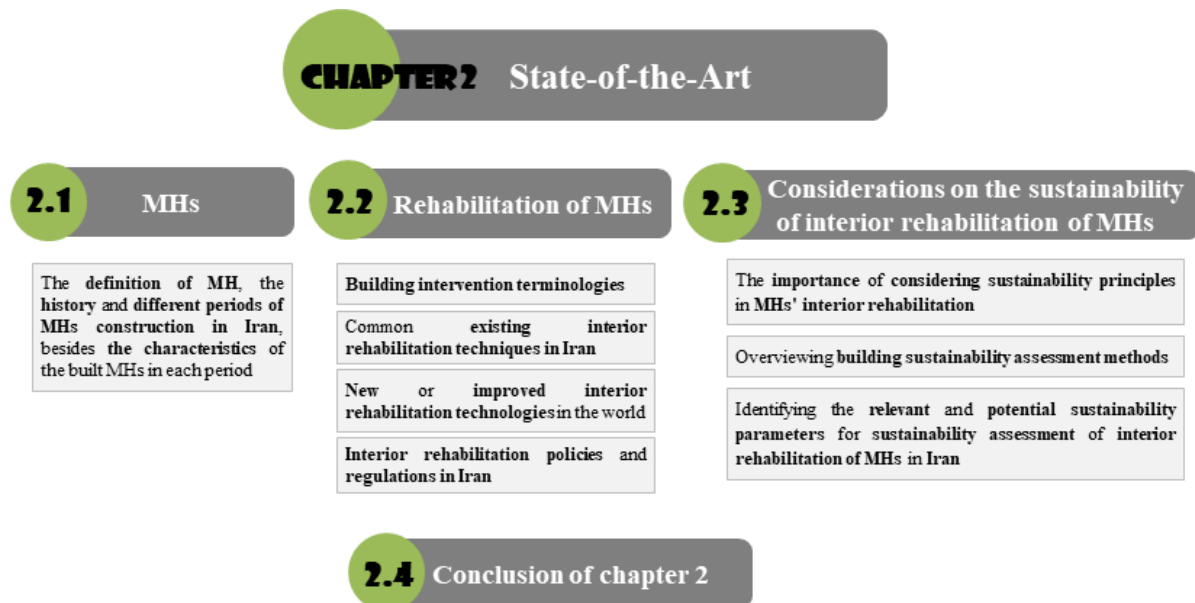 CHAPTER 2 State-of-the-Art
2.1 MHs
The definition of MH, the
history and different periods of
MHs construction in Iran,
besides the characteristics of
the built MHs in each period
2.2 Rehabilitation of MHs
Building intervention terminologies
Common existing interior
rehabilitation techniques in Iran
New or improved interior
rehabilitation technologies in the world
Interior rehabilitation policies and
regulations in Iran
2.3 Considerations on the sustainability
of interior rehabilitation of MHs
The importance of considering sustainability principles
in MHs' interior rehabilitation
Overviewing building sustainability assessment methods
Identifying the relevant and potential sustainability
parameters for sustainability assessment of interior
rehabilitation of MHs in Iran
2.4 Conclusion of chapter 2